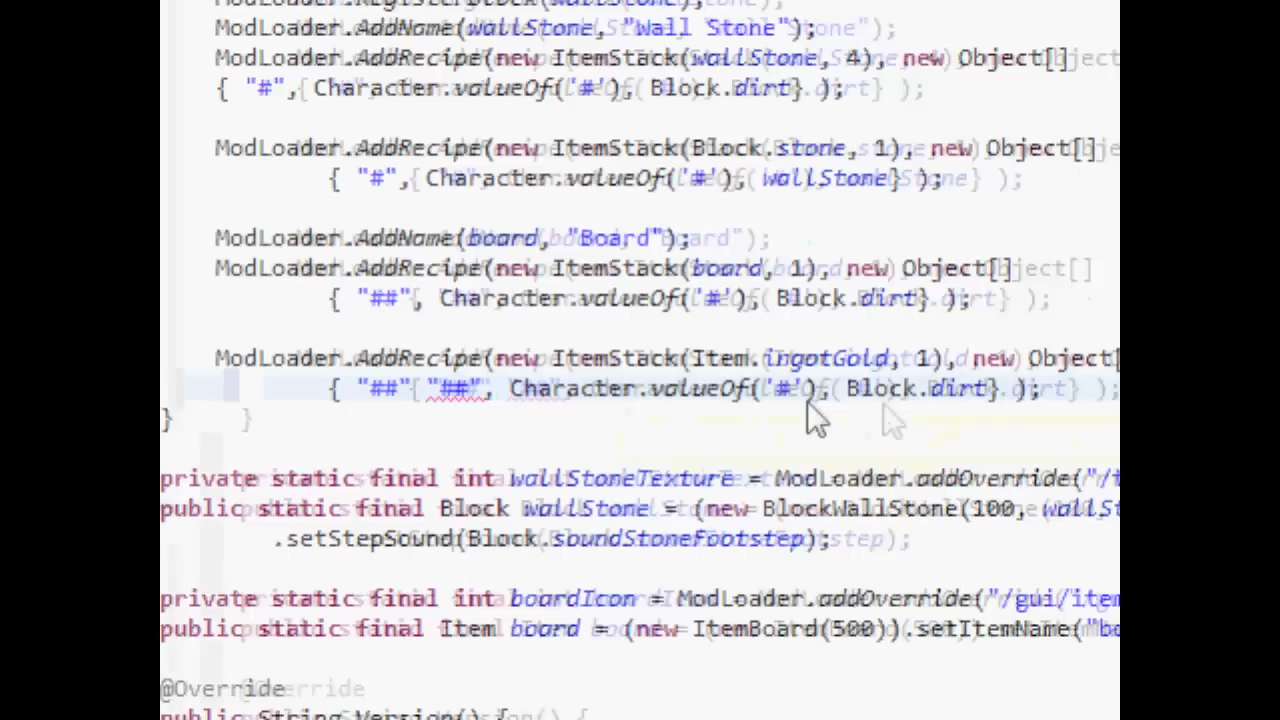 ModLoader.AddName(wallStone, "Wall Stone");
ModLoader.AddRecipe(new ItemStack(wallStone, 4), new Object[]
{ "#", Character.valueOf('#'), Block.dirt} );
ModLoader.AddRecipe(new ItemStack(Block.stone, 1), new Object[]
{ "#", Character.valueOf('#'), wallStone} );
ModLoader.AddName(board, "Board");
ModLoader.AddRecipe(new ItemStack(board, 1), new Object[]
{ "##", Character.valueOf('#'), Block.dirt} );
ModLoader.AddRecipe(new ItemStack(Item.ingotGold, 1), new Object[
{ "##" "##", Character.valueOf('#'), Block.dirt} );
}
private static final int wallStoneTexture = ModLoader.addOverride("/t
public static final Block wallStone = (new BlockWallStone(100, wallSt
.setStepSound(Block.soundStoneFootstep);
private static final int boardIcon = ModLoader.addOverride("/gui/item
public static final Item board = (new ItemBoard(500)).setItemName("bo
@Override
public String Version() {